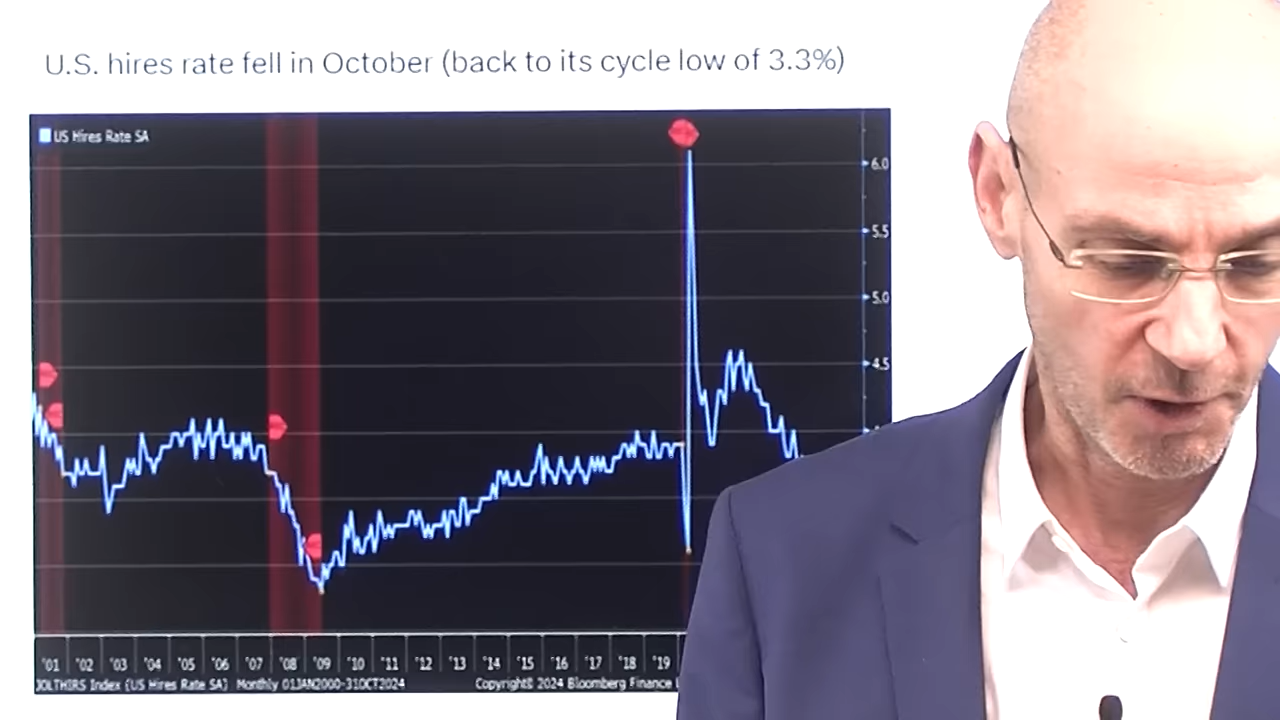 U.S. hires rate fell in October (back to its cycle low of 3.3%)
US Hires Rate SA
6.0
5.5
5.0
4.5
'01 '02 '03 '04 '05 '06 '07 '08 '09 '10 '11 '12 '13 '14 '15 '16 '17 '18 '19
JOLTHIRS Index (US Hires Rate SA) Monthly 01JAN2000-31OCT2024 Copyright© 2024 Bloomberg Finance